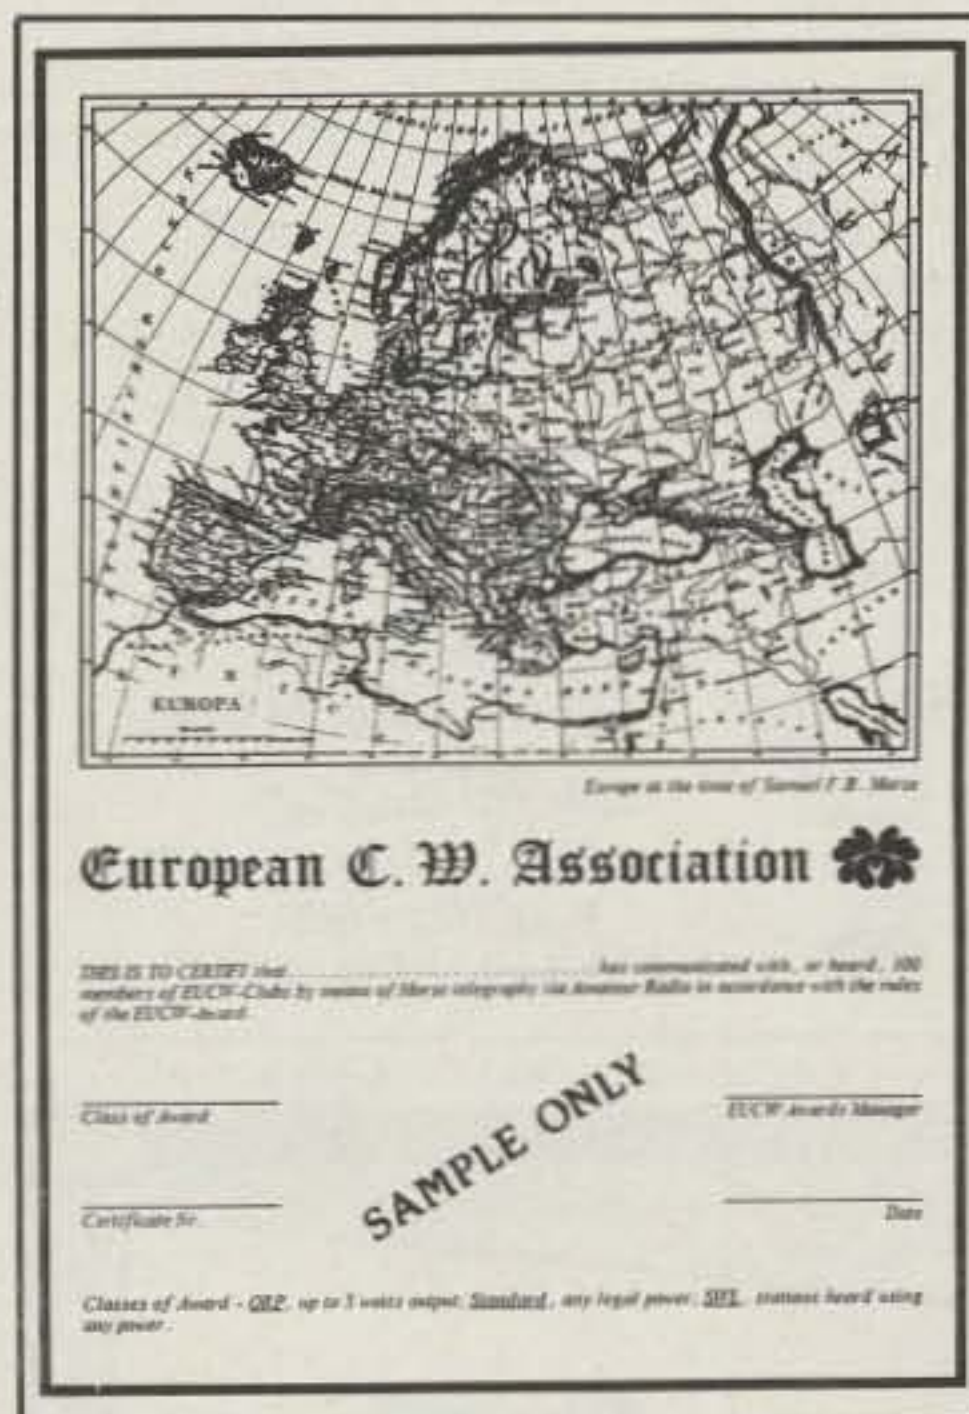 EUROPA
Europe at the time of Samuel F.B. Morse
European C. W. Association
THIS IS TO CERTIFY that ........................................ has communicated with, or heard, 100
members of EUCW-Clubs by means of Morse telegraphy via Amateur Radio in accordance with the rules
of the EUCW-Award.
SAMPLE ONLY
Class of Award
EUCW Awards Manager
Certificate Nr.
Date
Classes of Award - QRP, up to 5 watts output; Standard, any legal power; SWL, stations heard using
any power.